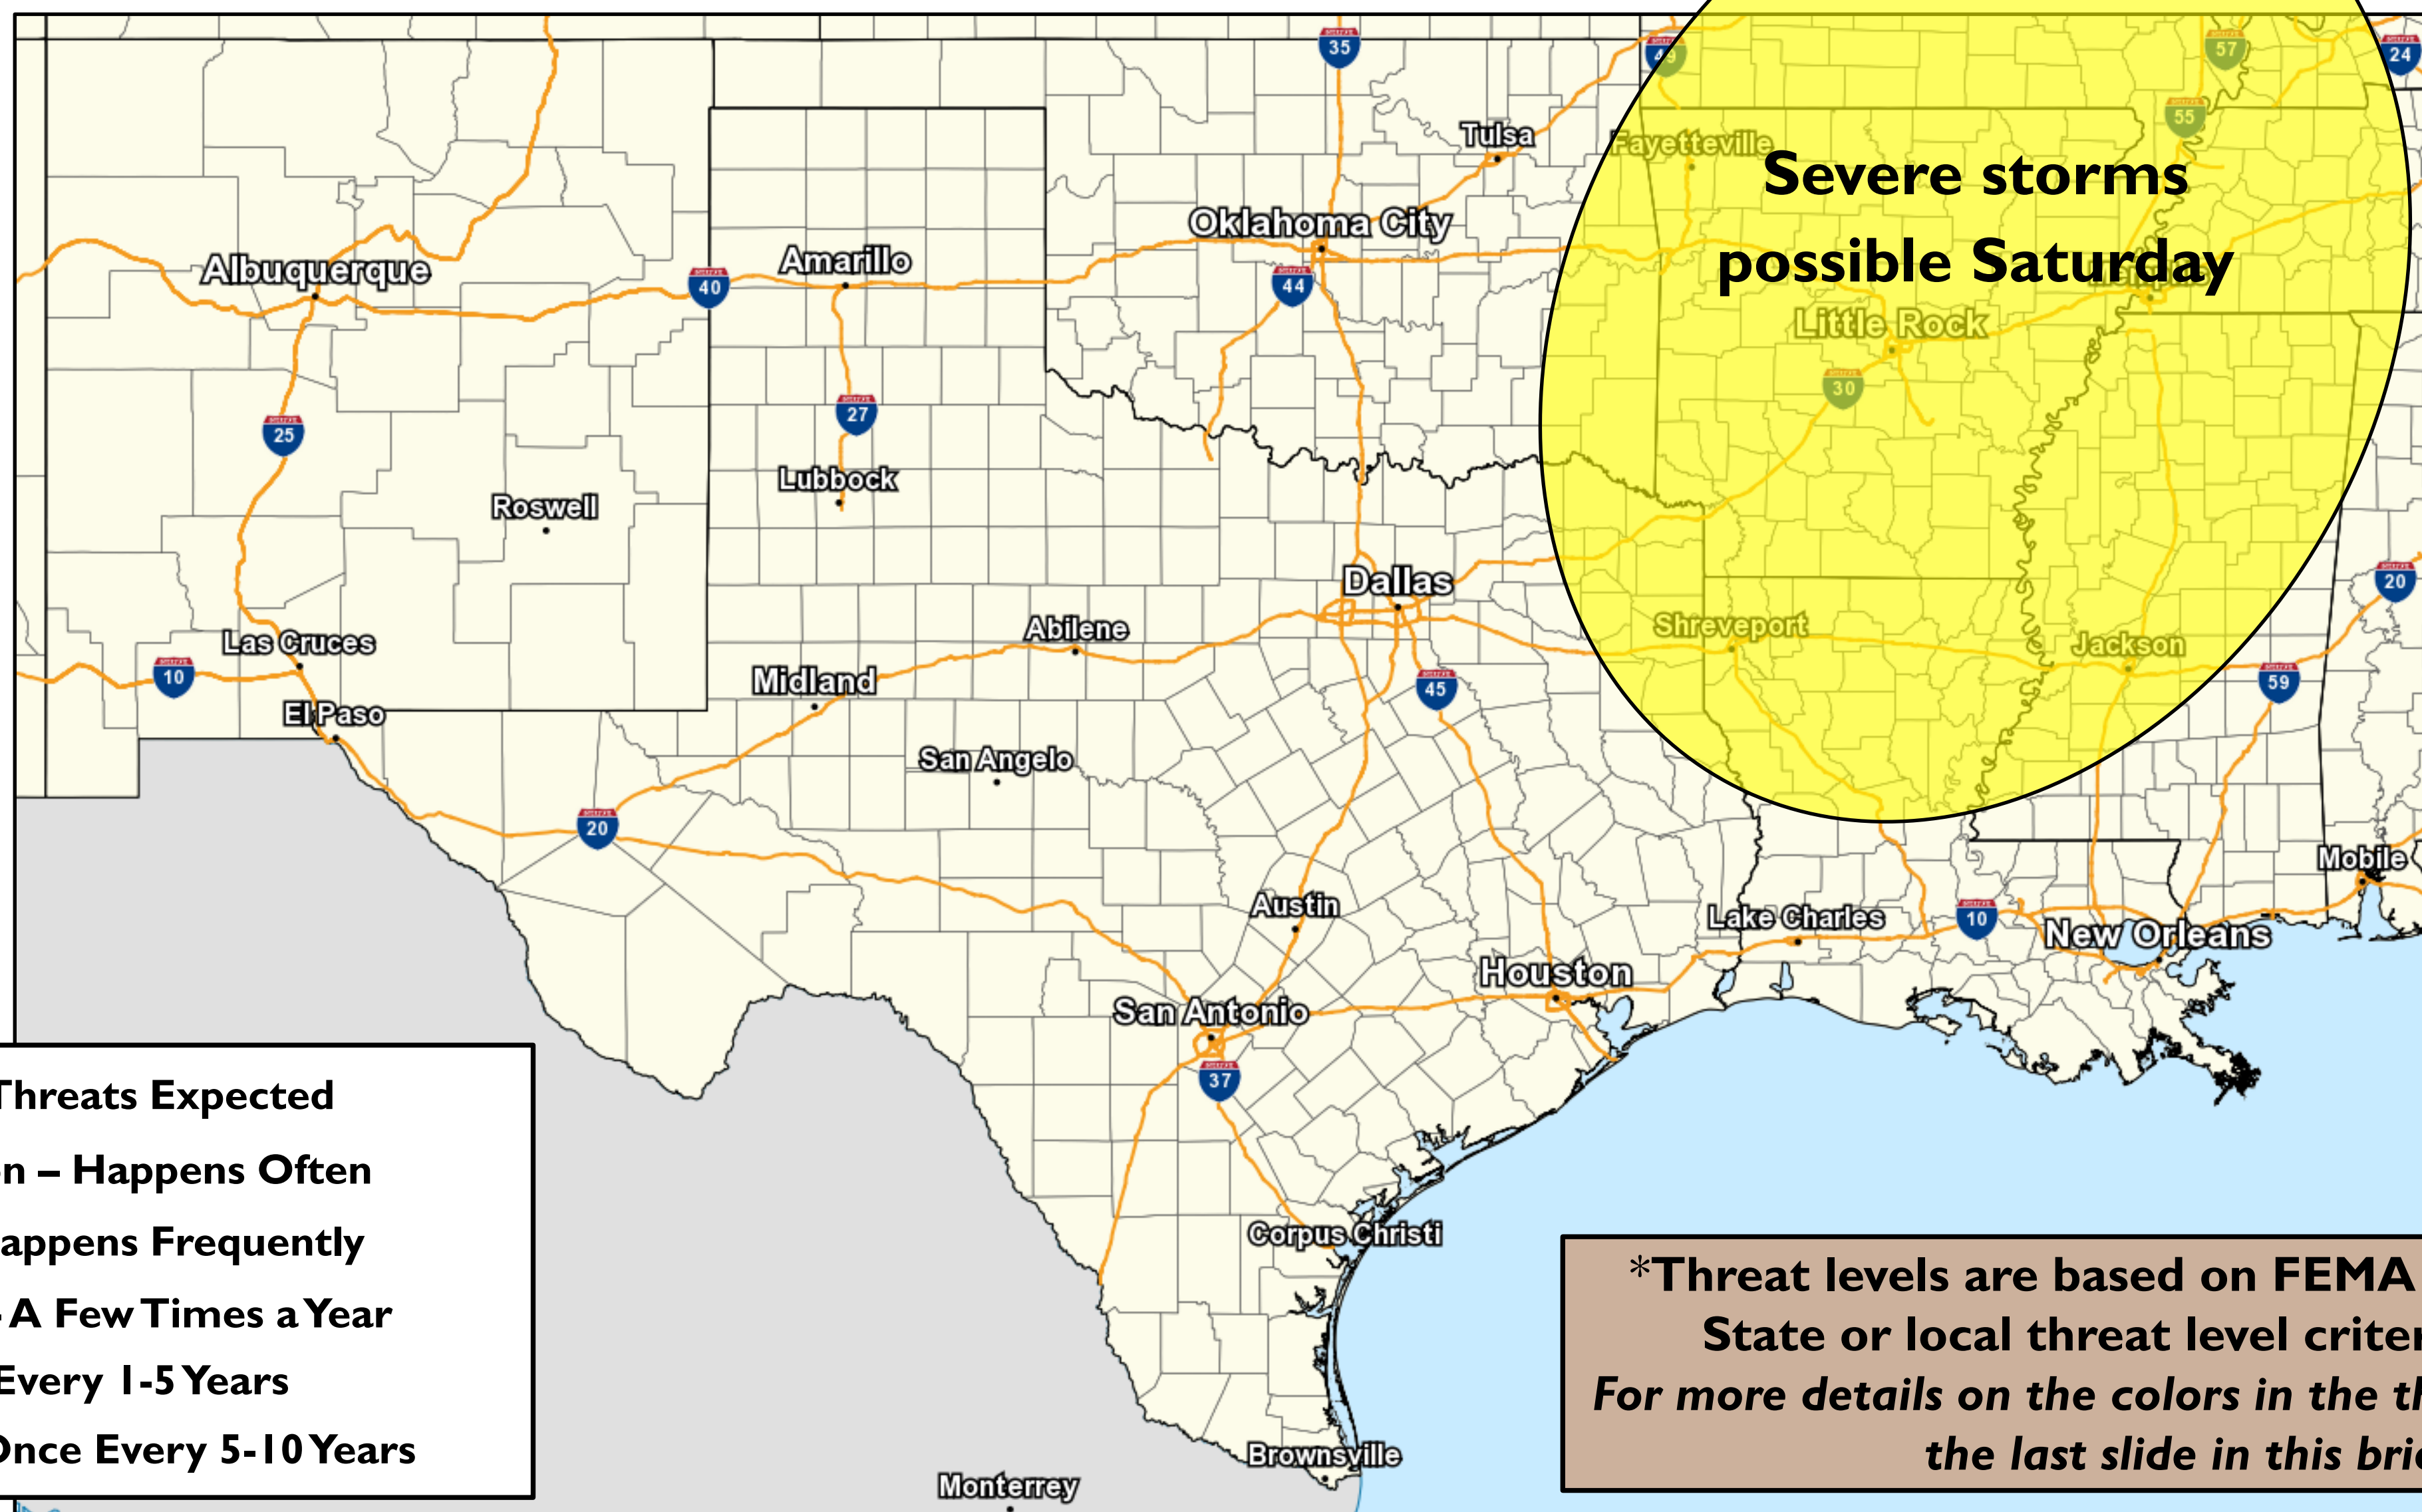 35
49
57
24
55
Tulsa
Fayetteville
Severe storms
possible Saturday
Oklahoma City
Albuquerque
Amarillo
40
44
Memphis
Little Rock
30
27
25
Lubbock
Roswell
Dallas
20
Abilene
Shreveport
Las Cruces
Jackson
10
Midland
45
59
El Paso
San Angelo
20
Mobile
Austin
Lake Charles
10
New Orleans
Houston
San Antonio
37
Threats Expected
n – Happens Often
appens Frequently
- A Few Times a Year
Every 1-5 Years
Once Every 5-10 Years
Corpus Christi
*Threat levels are based on FEMA
State or local threat level criter
For more details on the colors in the th
the last slide in this brie
Brownsville
Monterrey